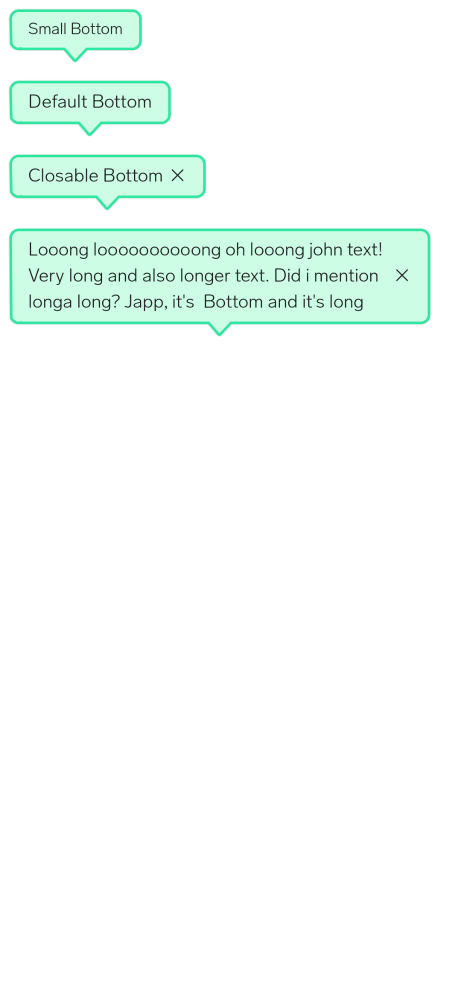 Small Bottom
Default Bottom
Closable Bottom
Looong loooooooooong oh looong john text!
Very long and also longer text. Did i mention
longa long? Japp, it's  Bottom and it's long